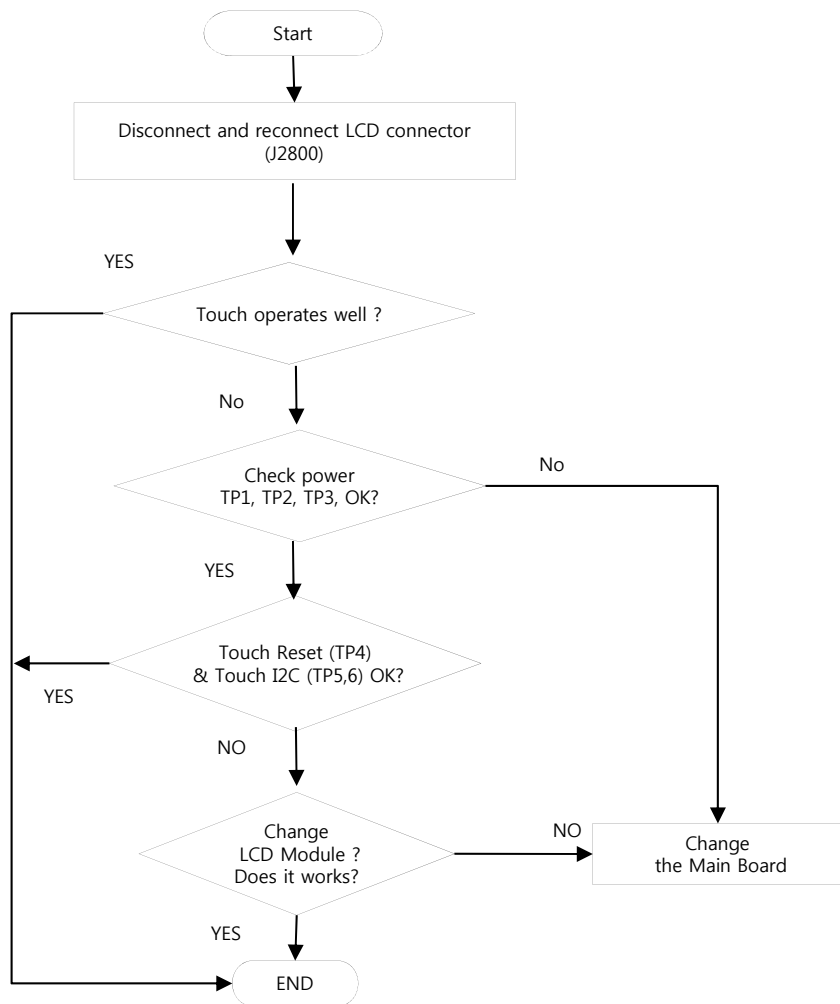 Start
Disconnect and reconnect LCD connector
(J2800)
YES
Touch operates well ?
No
Check power
TP1, TP2, TP3, OK?
No
YES
Touch Reset (TP4)
& Touch I2C (TP5,6) OK?
YES
NO
Change
LCD Module ?
Does it works?
NO
Change
the Main Board
YES
END